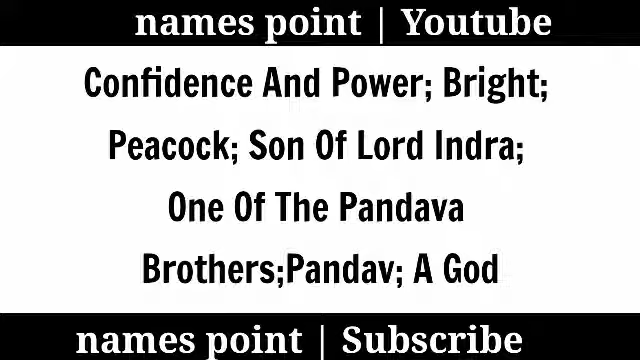 names point | Youtube
Confidence And Power; Bright;
Peacock; Son Of Lord Indra;
One Of The Pandava
Brothers;Pandav; A God
names point | Subscribe